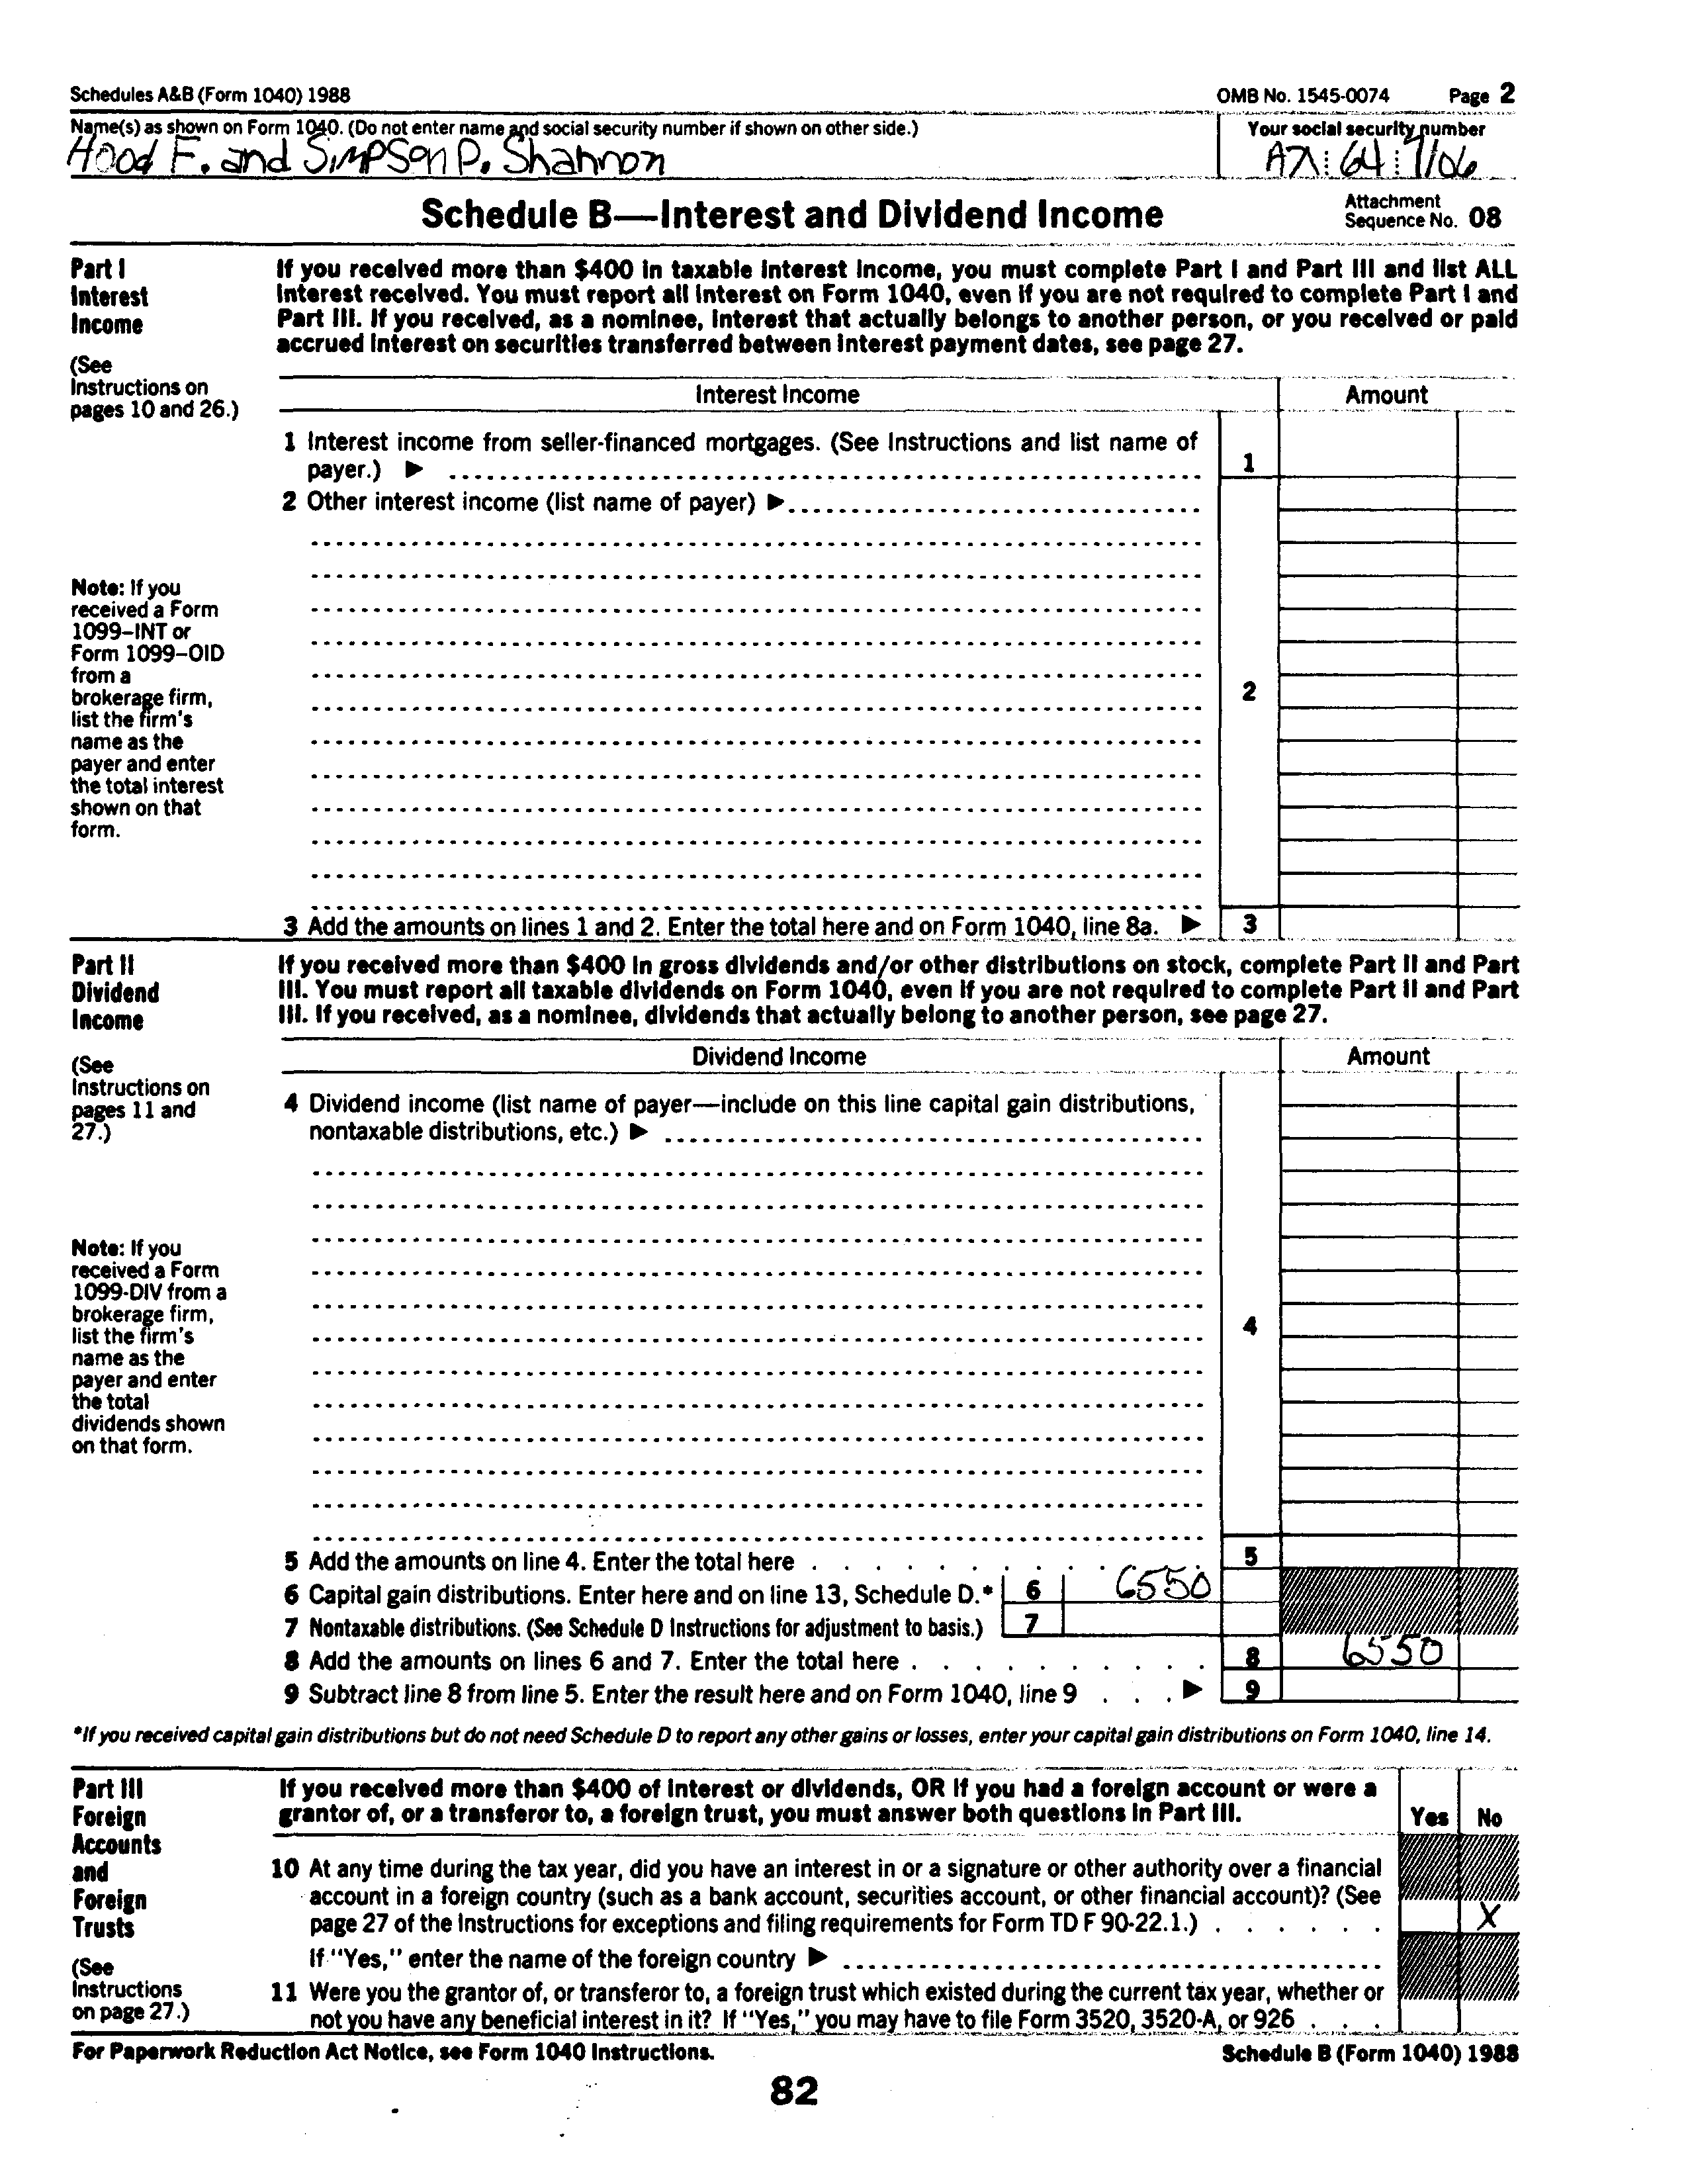 Schedules A&B (Form 1040) 1988 OMB No. 1545-0074 Page 2
Name(s) as shown on Form 1040. (Do not enter name and social security number if shown on other side.) Your social security number
Hood F. and Simpson P. Shannon 64 7106
Schedule B—Interest and Dividend Income Attachment Sequence No. 08
Part I
Interest
Income
(See
Instructions on
pages 10 and 26.)
If you received more than $400 in taxable interest income, you must complete Part I and Part III and list ALL
interest received. You must report all interest on Form 1040, even if you are not required to complete Part I and
Part III. If you received, as a nominee, interest that actually belongs to another person, or you received or paid
accrued interest on securities transferred between interest payment dates, see page 27.
Interest Income Amount
1 Interest income from seller-financed mortgages. (See Instructions and list name of
payer.) ▶ 1
2 Other interest income (list name of payer) ▶
Note: If you
received a Form
1099–INT or
Form 1099–OID
from a
brokerage firm,
list the firm's
name as the
payer and enter
the total interest
shown on that
form.
2
3 Add the amounts on lines 1 and 2. Enter the total here and on Form 1040, line 8a. ▶ 3
Part II
Dividend
Income
(See
Instructions on
pages 11 and
27.)
If you received more than $400 in gross dividends and/or other distributions on stock, complete Part II and Part
III. You must report all taxable dividends on Form 1040, even if you are not required to complete Part II and Part
III. If you received, as a nominee, dividends that actually belong to another person, see page 27.
Dividend Income Amount
4 Dividend income (list name of payer—include on this line capital gain distributions,
nontaxable distributions, etc.) ▶
Note: If you
received a Form
1099-DIV from a
brokerage firm,
list the firm's
name as the
payer and enter
the total
dividends shown
on that form.
4
5 Add the amounts on line 4. Enter the total here 5
6 Capital gain distributions. Enter here and on line 13, Schedule D.* 6 6550
7 Nontaxable distributions. (See Schedule D Instructions for adjustment to basis.) 7
8 Add the amounts on lines 6 and 7. Enter the total here 8 6550
9 Subtract line 8 from line 5. Enter the result here and on Form 1040, line 9 ▶ 9
*If you received capital gain distributions but do not need Schedule D to report any other gains or losses, enter your capital gain distributions on Form 1040, line 14.
Part III
Foreign
Accounts
and
Foreign
Trusts
(See
Instructions
on page 27.)
If you received more than $400 of interest or dividends, OR if you had a foreign account or were a
grantor of, or a transferor to, a foreign trust, you must answer both questions in Part III. Yes No
10 At any time during the tax year, did you have an interest in or a signature or other authority over a financial
account in a foreign country (such as a bank account, securities account, or other financial account)? (See
page 27 of the Instructions for exceptions and filing requirements for Form TD F 90-22.1.) X
If "Yes," enter the name of the foreign country ▶
11 Were you the grantor of, or transferor to, a foreign trust which existed during the current tax year, whether or
not you have any beneficial interest in it? If "Yes," you may have to file Form 3520, 3520-A, or 926
For Paperwork Reduction Act Notice, see Form 1040 Instructions. Schedule B (Form 1040) 1988
82